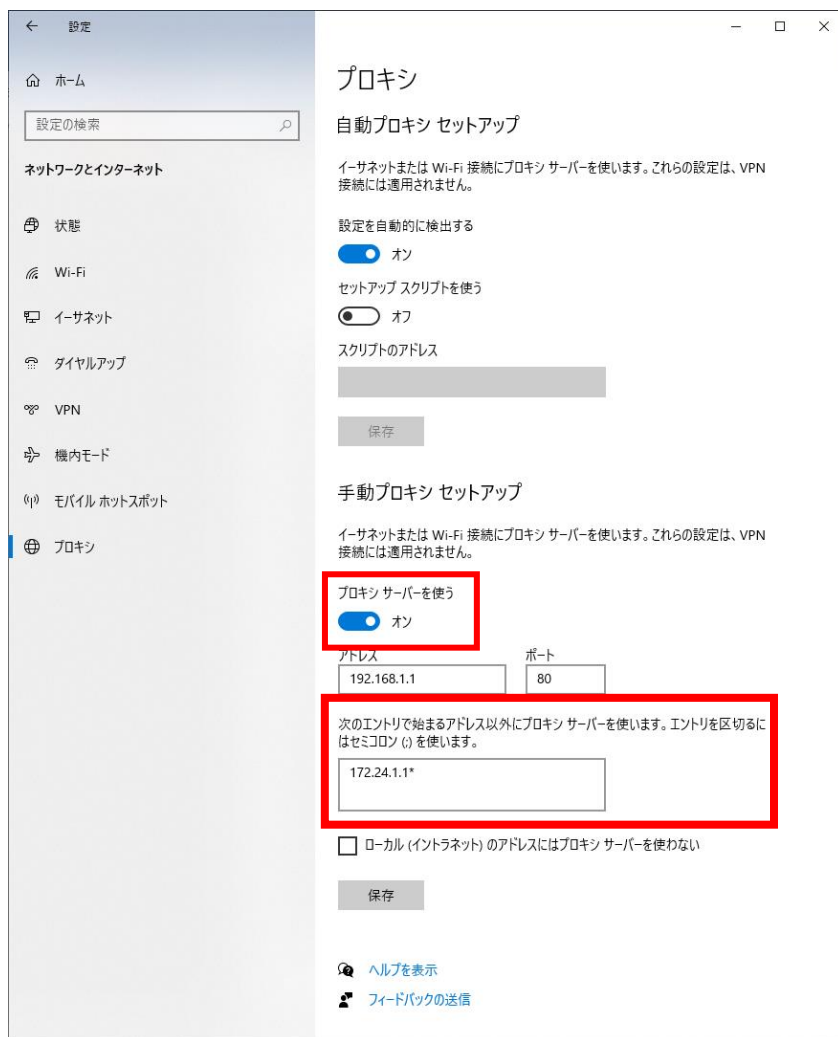 設定
ホーム
設定の検索
ネットワークとインターネット
状態
Wi-Fi
イーサネット
ダイヤルアップ
VPN
機内モード
モバイル ホットスポット
プロキシ
プロキシ
自動プロキシ セットアップ
イーサネットまたは Wi-Fi 接続にプロキシ サーバーを使います。これらの設定は、VPN
接続には適用されません。
設定を自動的に検出する
オン
セットアップ スクリプトを使う
オフ
スクリプトのアドレス
保存
手動プロキシ セットアップ
イーサネットまたは Wi-Fi 接続にプロキシ サーバーを使います。これらの設定は、VPN
接続には適用されません。
プロキシ サーバーを使う
オン
アドレス ポート
192.168.1.1 80
次のエントリで始まるアドレス以外にプロキシ サーバーを使います。エントリを区切るに
はセミコロン (;) を使います。
172.24.1.1*
ローカル (イントラネット) のアドレスにはプロキシ サーバーを使わない
保存
ヘルプを表示
フィードバックの送信